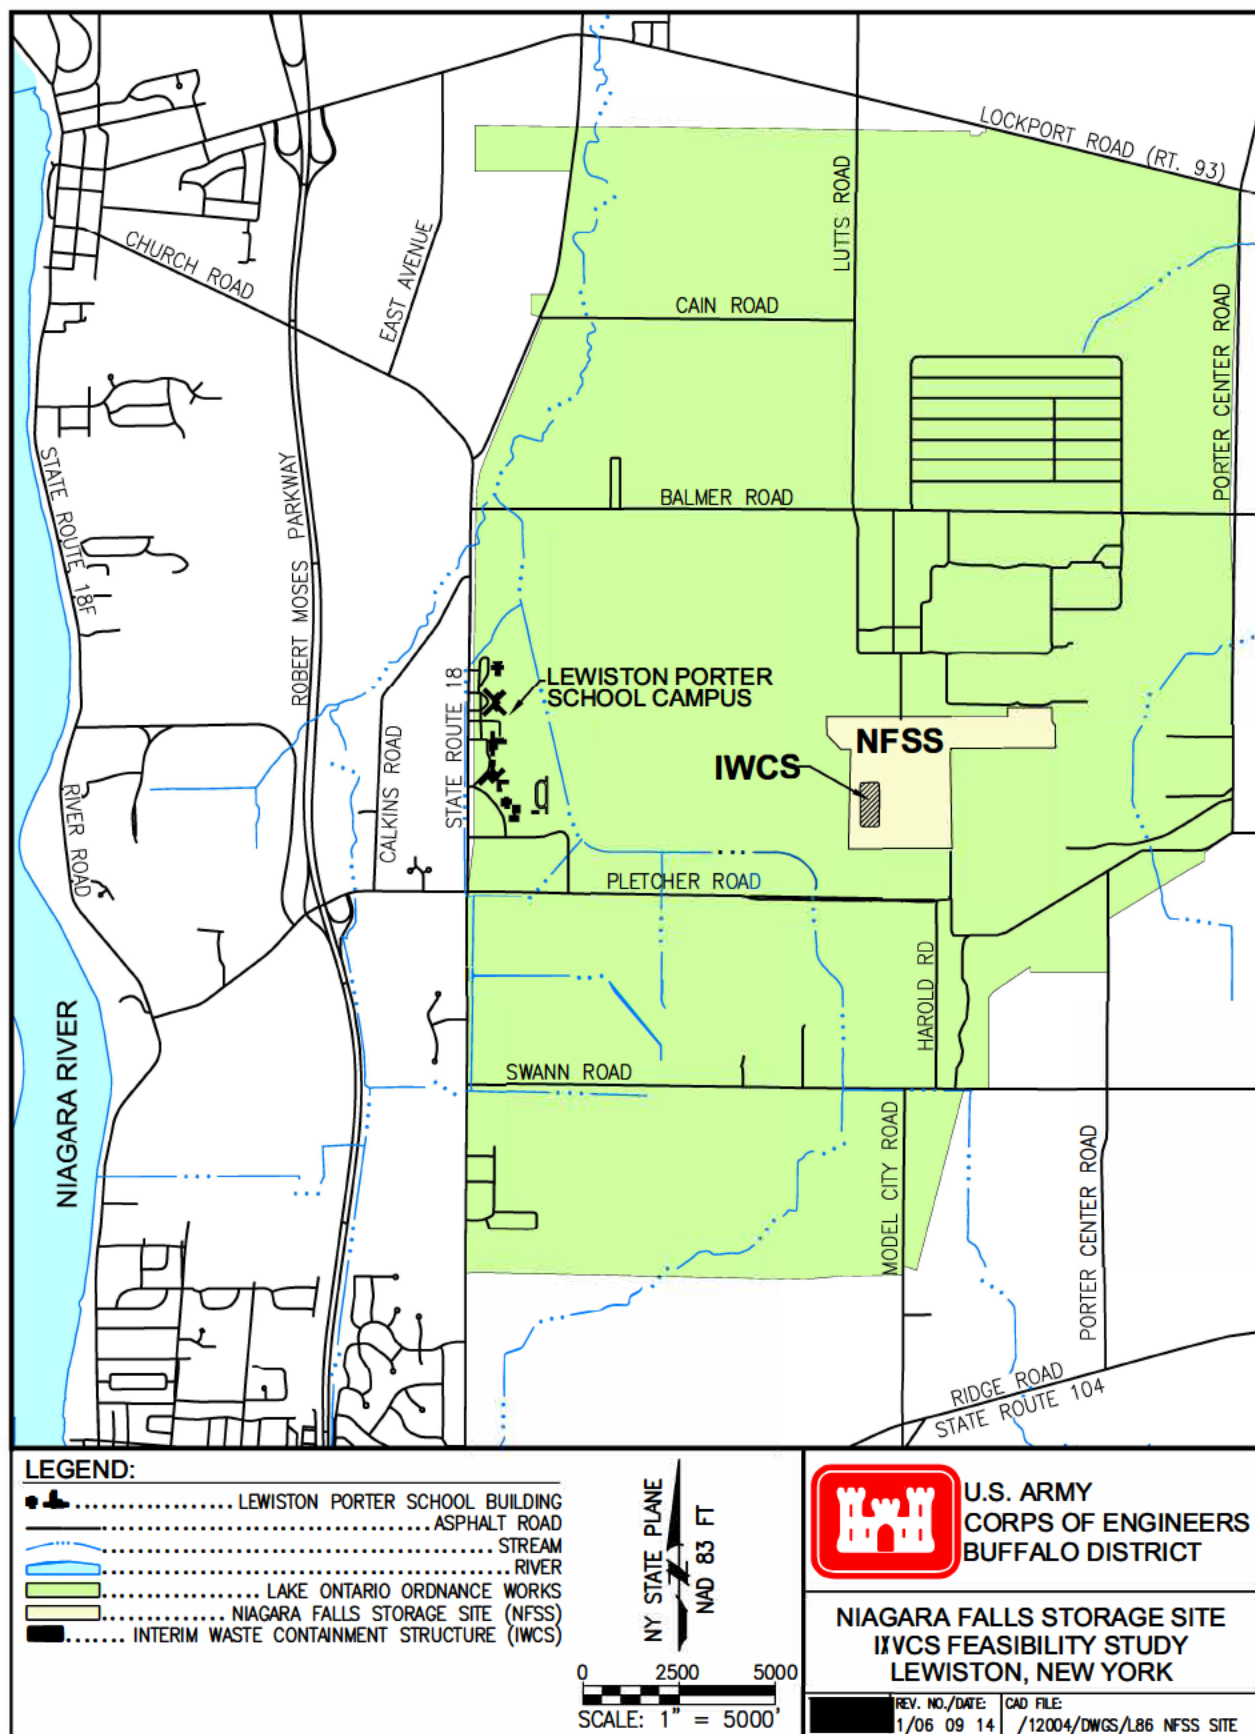 LOCKPORT ROAD (RT. 93)
LUTTS ROAD
CHURCH ROAD
EAST AVENUE
CAIN ROAD
PORTER CENTER ROAD
STATE ROUTE 18F
ROBERT MOSES PARKWAY
BALMER ROAD
LEWISTON PORTER
SCHOOL CAMPUS
STATE ROUTE 18
CALKINS ROAD
NFSS
IWCS
RIVER ROAD
PLETCHER ROAD
HAROLD RD
NIAGARA RIVER
SWANN ROAD
MODEL CITY ROAD
PORTER CENTER ROAD
RIDGE ROAD
STATE ROUTE 104
LEGEND:
LEWISTON PORTER SCHOOL BUILDING
ASPHALT ROAD
STREAM
RIVER
LAKE ONTARIO ORDNANCE WORKS
NIAGARA FALLS STORAGE SITE (NFSS)
INTERIM WASTE CONTAINMENT STRUCTURE (IWCS)
NY STATE PLANE
N
NAD 83 FT
0 2500 5000
SCALE: 1" = 5000'
U.S. ARMY
CORPS OF ENGINEERS
BUFFALO DISTRICT
NIAGARA FALLS STORAGE SITE
IWCS FEASIBILITY STUDY
LEWISTON, NEW YORK
REV. NO./DATE: CAD FILE:
1/06 09 14 /12004/DWGS/L86 NFSS SITE